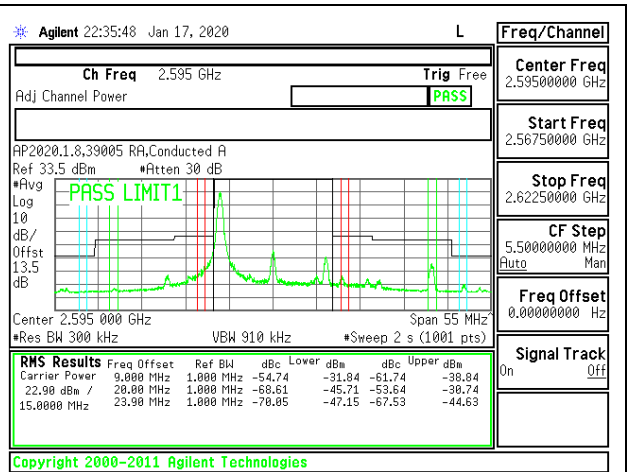 Agilent 22:35:48 Jan 17, 2020 L
Freq/Channel
Ch Freq 2.595 GHz Trig Free
Adj Channel Power PASS
AP2020.1.8,39005 RA,Conducted A
Ref 33.5 dBm #Atten 30 dB
#Avg
Log
10
dB/
Offst
13.5
dB
PASS LIMIT1
Center 2.595 000 GHz Span 55 MHz^
#Res BW 300 kHz VBW 910 kHz #Sweep 2 s (1001 pts)
RMS Results Freq Offset Ref BW dBc Lower dBm dBc Upper dBm
Carrier Power 9.000 MHz 1.000 MHz -54.74 -31.84 -61.74 -38.84
22.90 dBm / 20.00 MHz 1.000 MHz -68.61 -45.71 -53.64 -30.74
15.0000 MHz 23.90 MHz 1.000 MHz -70.05 -47.15 -67.53 -44.63
Center Freq
2.59500000 GHz
Start Freq
2.56750000 GHz
Stop Freq
2.62250000 GHz
CF Step
5.50000000 MHz
Auto Man
Freq Offset
0.00000000 Hz
Signal Track
On Off
Copyright 2000-2011 Agilent Technologies